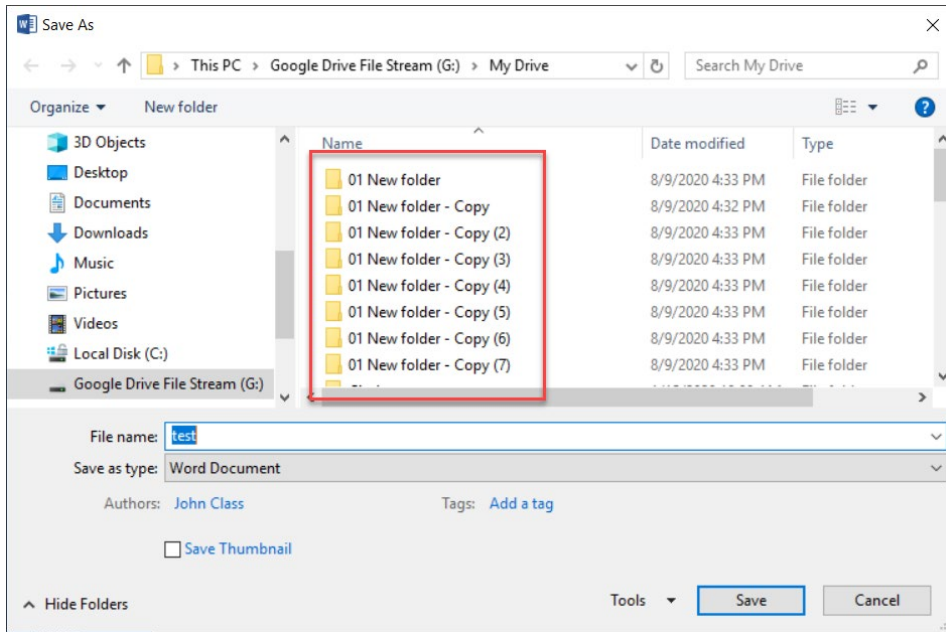 Save As
This PC > Google Drive File Stream (G:) > My Drive
Search My Drive
Organize
New folder
3D Objects
Desktop
Documents
Downloads
Music
Pictures
Videos
Local Disk (C:)
Google Drive File Stream (G:)
Name Date modified Type
01 New folder 8/9/2020 4:33 PM File folder
01 New folder - Copy 8/9/2020 4:32 PM File folder
01 New folder - Copy (2) 8/9/2020 4:33 PM File folder
01 New folder - Copy (3) 8/9/2020 4:33 PM File folder
01 New folder - Copy (4) 8/9/2020 4:33 PM File folder
01 New folder - Copy (5) 8/9/2020 4:33 PM File folder
01 New folder - Copy (6) 8/9/2020 4:33 PM File folder
01 New folder - Copy (7) 8/9/2020 4:33 PM File folder
File name: test
Save as type: Word Document
Authors: John Class Tags: Add a tag
Save Thumbnail
Hide Folders
Tools
Save
Cancel